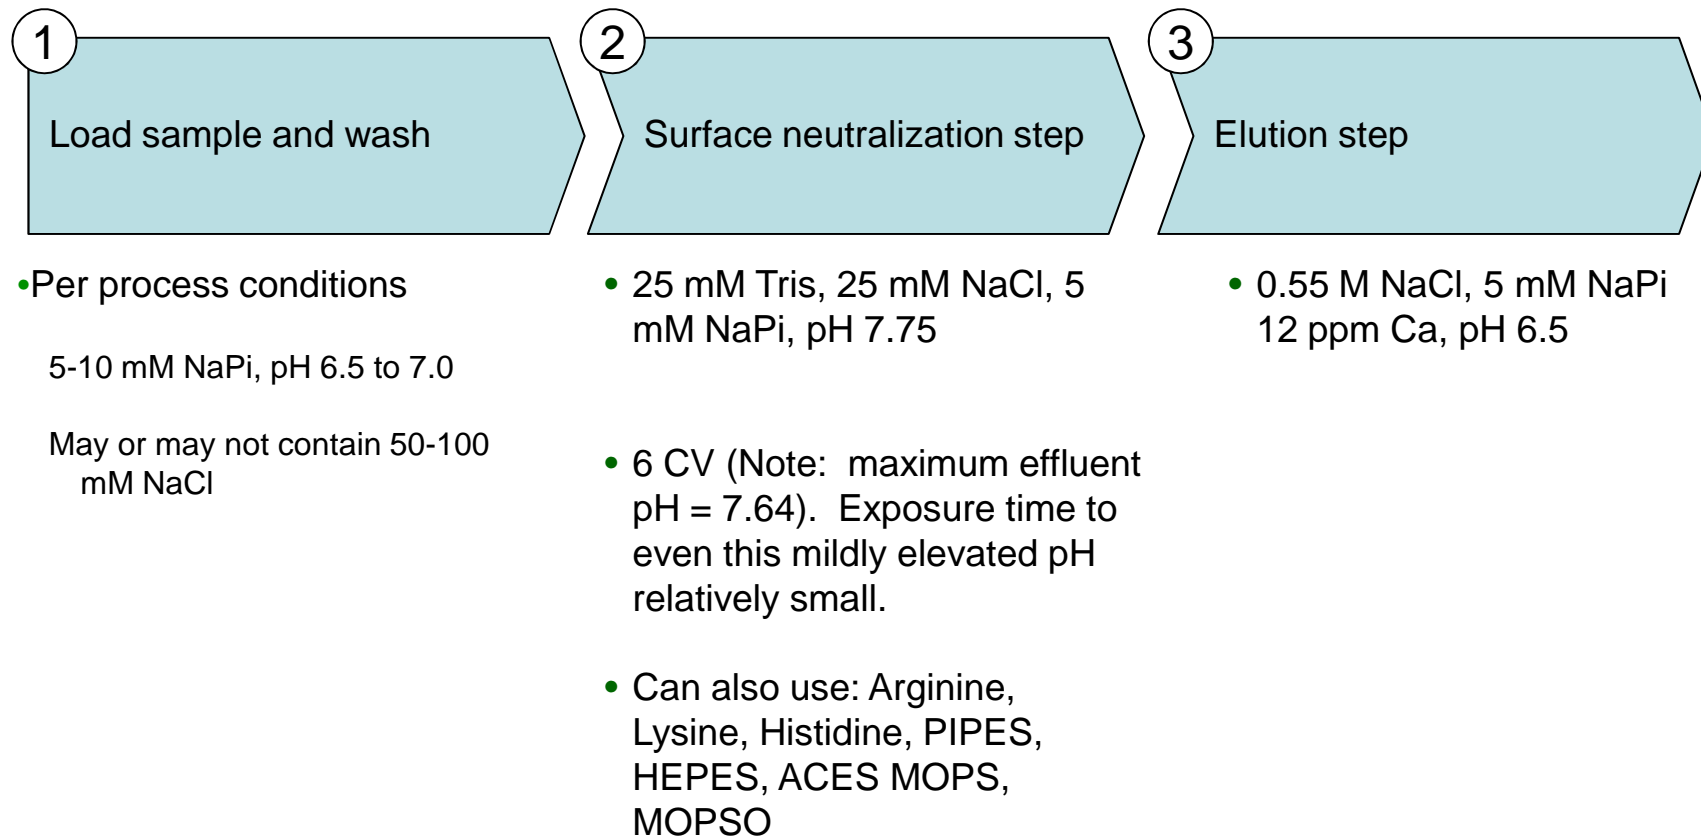 1
Load sample and wash
•Per process conditions
5-10 mM NaPi, pH 6.5 to 7.0
May or may not contain 50-100
mM NaCl
2
Surface neutralization step
• 25 mM Tris, 25 mM NaCl, 5
mM NaPi, pH 7.75
• 6 CV (Note:  maximum effluent
pH = 7.64).  Exposure time to
even this mildly elevated pH
relatively small.
• Can also use: Arginine,
Lysine, Histidine, PIPES,
HEPES, ACES MOPS,
MOPSO
3
Elution step
• 0.55 M NaCl, 5 mM NaPi
12 ppm Ca, pH 6.5